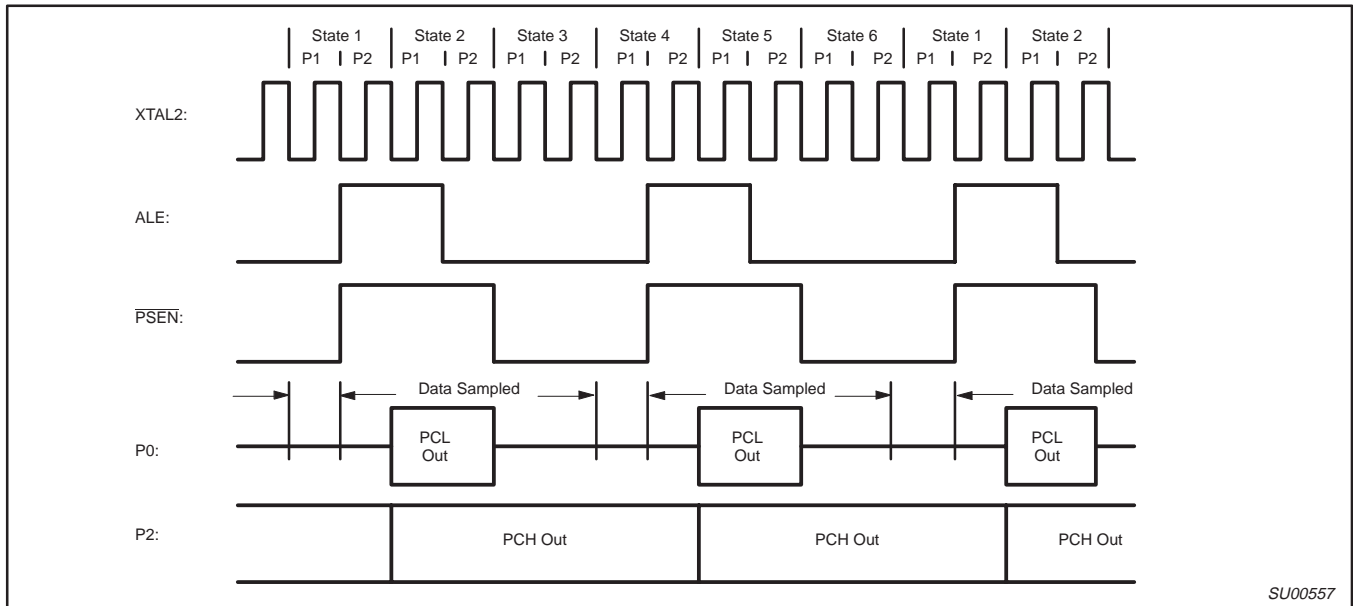 State 1 State 2 State 3 State 4 State 5 State 6 State 1 State 2
P1 P2 P1 P2 P1 P2 P1 P2 P1 P2 P1 P2 P1 P2 P1 P2
XTAL2:
ALE:
PSEN:
Data Sampled Data Sampled Data Sampled
P0:
PCL Out PCL Out PCL Out
P2:
PCH Out PCH Out PCH Out
SU00557